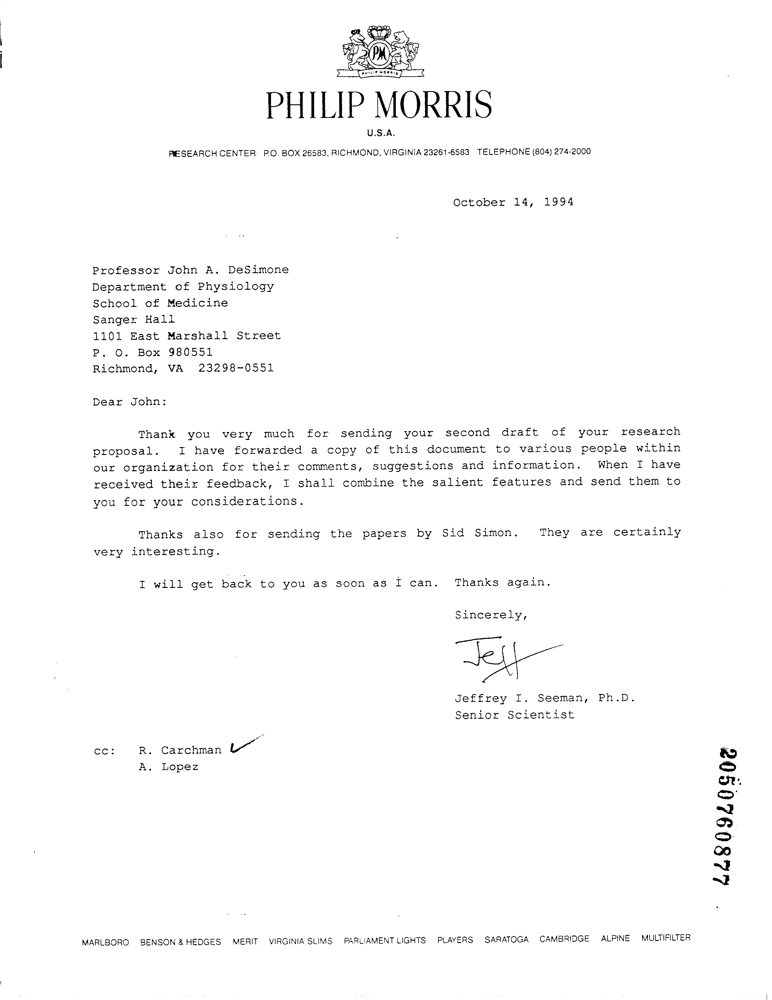 PM
PHILIP MORRIS
PHILIP MORRIS
U.S.A.
RESEARCH CENTER P.O. BOX 26583, RICHMOND, VIRGINIA 23261-6583 TELEPHONE (804) 274-2000
October 14, 1994
Professor John A. DeSimone
Department of Physiology
School of Medicine
Sanger Hall
1101 East Marshall Street
P. O. Box 980551
Richmond, VA 23298-0551
Dear John:
Thank you very much for sending your second draft of your research
proposal. I have forwarded a copy of this document to various people within
our organization for their comments, suggestions and information. When I have
received their feedback, I shall combine the salient features and send them to
you for your considerations.
Thanks also for sending the papers by Sid Simon. They are certainly
very interesting.
I will get back to you as soon as I can. Thanks again.
Sincerely,
Jeff
Jeffrey I. Seeman, Ph.D.
Senior Scientist
cc: R. Carchman
A. Lopez
2050760877
MARLBORO BENSON & HEDGES MERIT VIRGINIA SLIMS PARLIAMENT LIGHTS PLAYERS SARATOGA CAMBRIDGE ALPINE MULTIFILTER